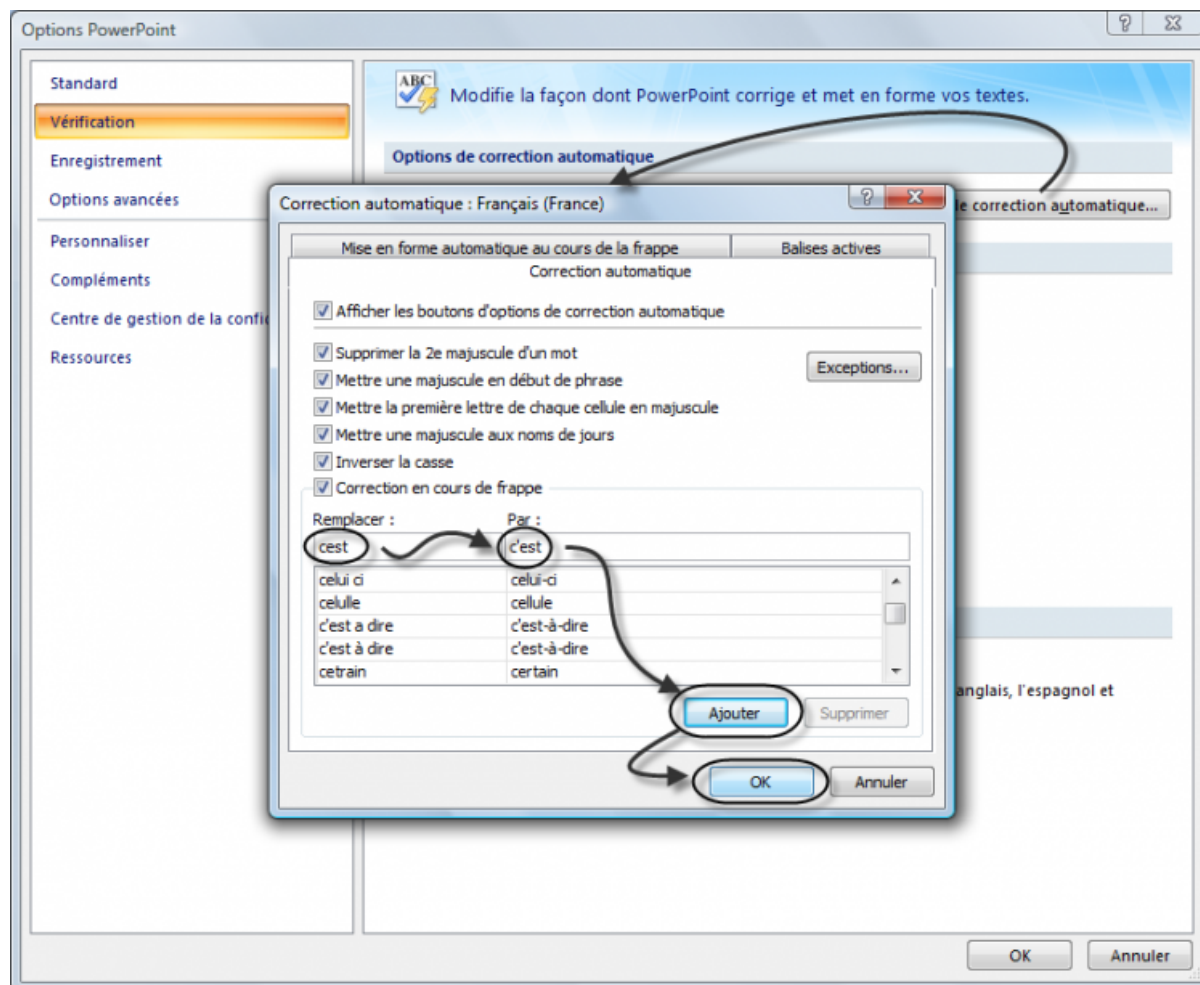 Options PowerPoint
Standard
Vérification
Enregistrement
Options avancées
Personnaliser
Compléments
Centre de gestion de la confi
Ressources
ABC
Modifie la façon dont PowerPoint corrige et met en forme vos textes.
Options de correction automatique
le correction automatique...
Correction automatique : Français (France)
Mise en forme automatique au cours de la frappe
Balises actives
Correction automatique
Afficher les boutons d'options de correction automatique
Supprimer la 2e majuscule d'un mot
Exceptions...
Mettre une majuscule en début de phrase
Mettre la première lettre de chaque cellule en majuscule
Mettre une majuscule aux noms de jours
Inverser la casse
Correction en cours de frappe
Remplacer : Par :
cest c'est
celui ci celui-ci
celulle cellule
c'est a dire c'est-à-dire
c'est à dire c'est-à-dire
cetrain certain
anglais, l'espagnol et
Ajouter Supprimer
OK Annuler
OK Annuler